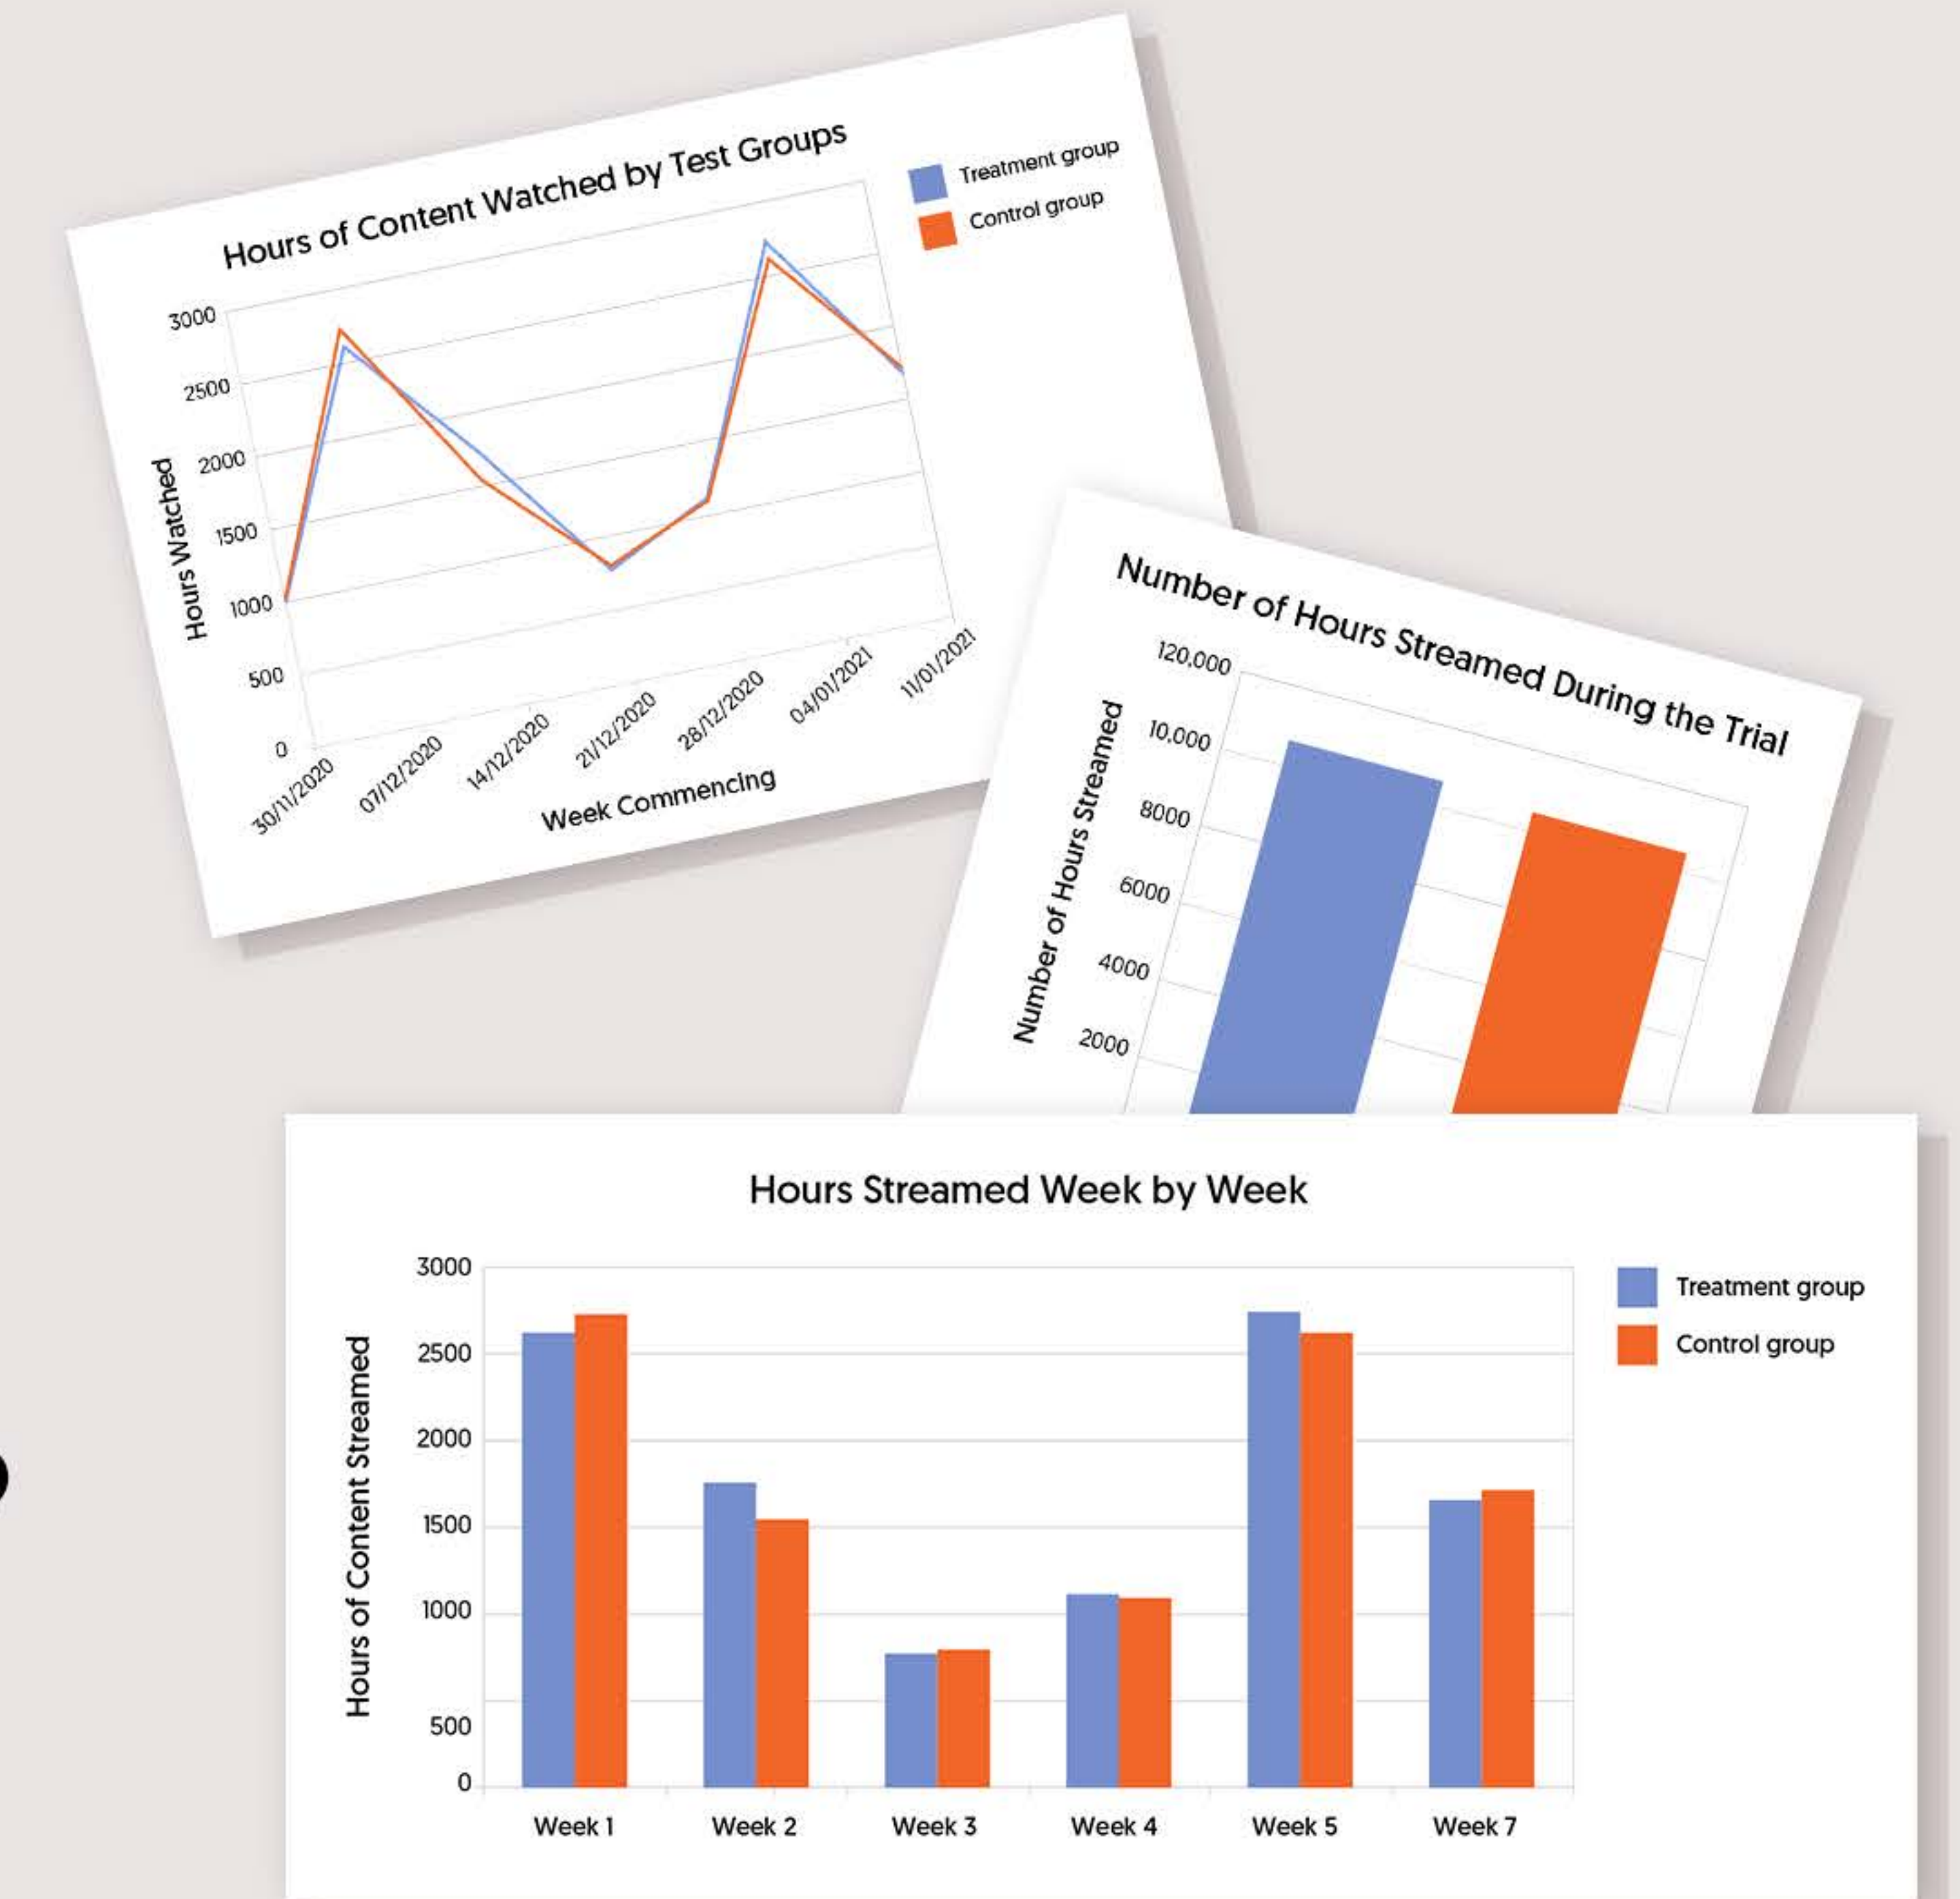 Hours of Content Watched by Test Groups
Treatment group
Control group
Hours Watched
3000
2500
2000
1500
1000
500
0
30/11/2020
07/12/2020
14/12/2020
21/12/2020
28/12/2020
04/01/2021
11/01/2021
Week Commencing
Number of Hours Streamed During the Trial
Number of Hours Streamed
120,000
10,000
8000
6000
4000
2000
Hours Streamed Week by Week
Hours of Content Streamed
3000
2500
2000
1500
1000
500
0
Week 1
Week 2
Week 3
Week 4
Week 5
Week 7
Treatment group
Control group